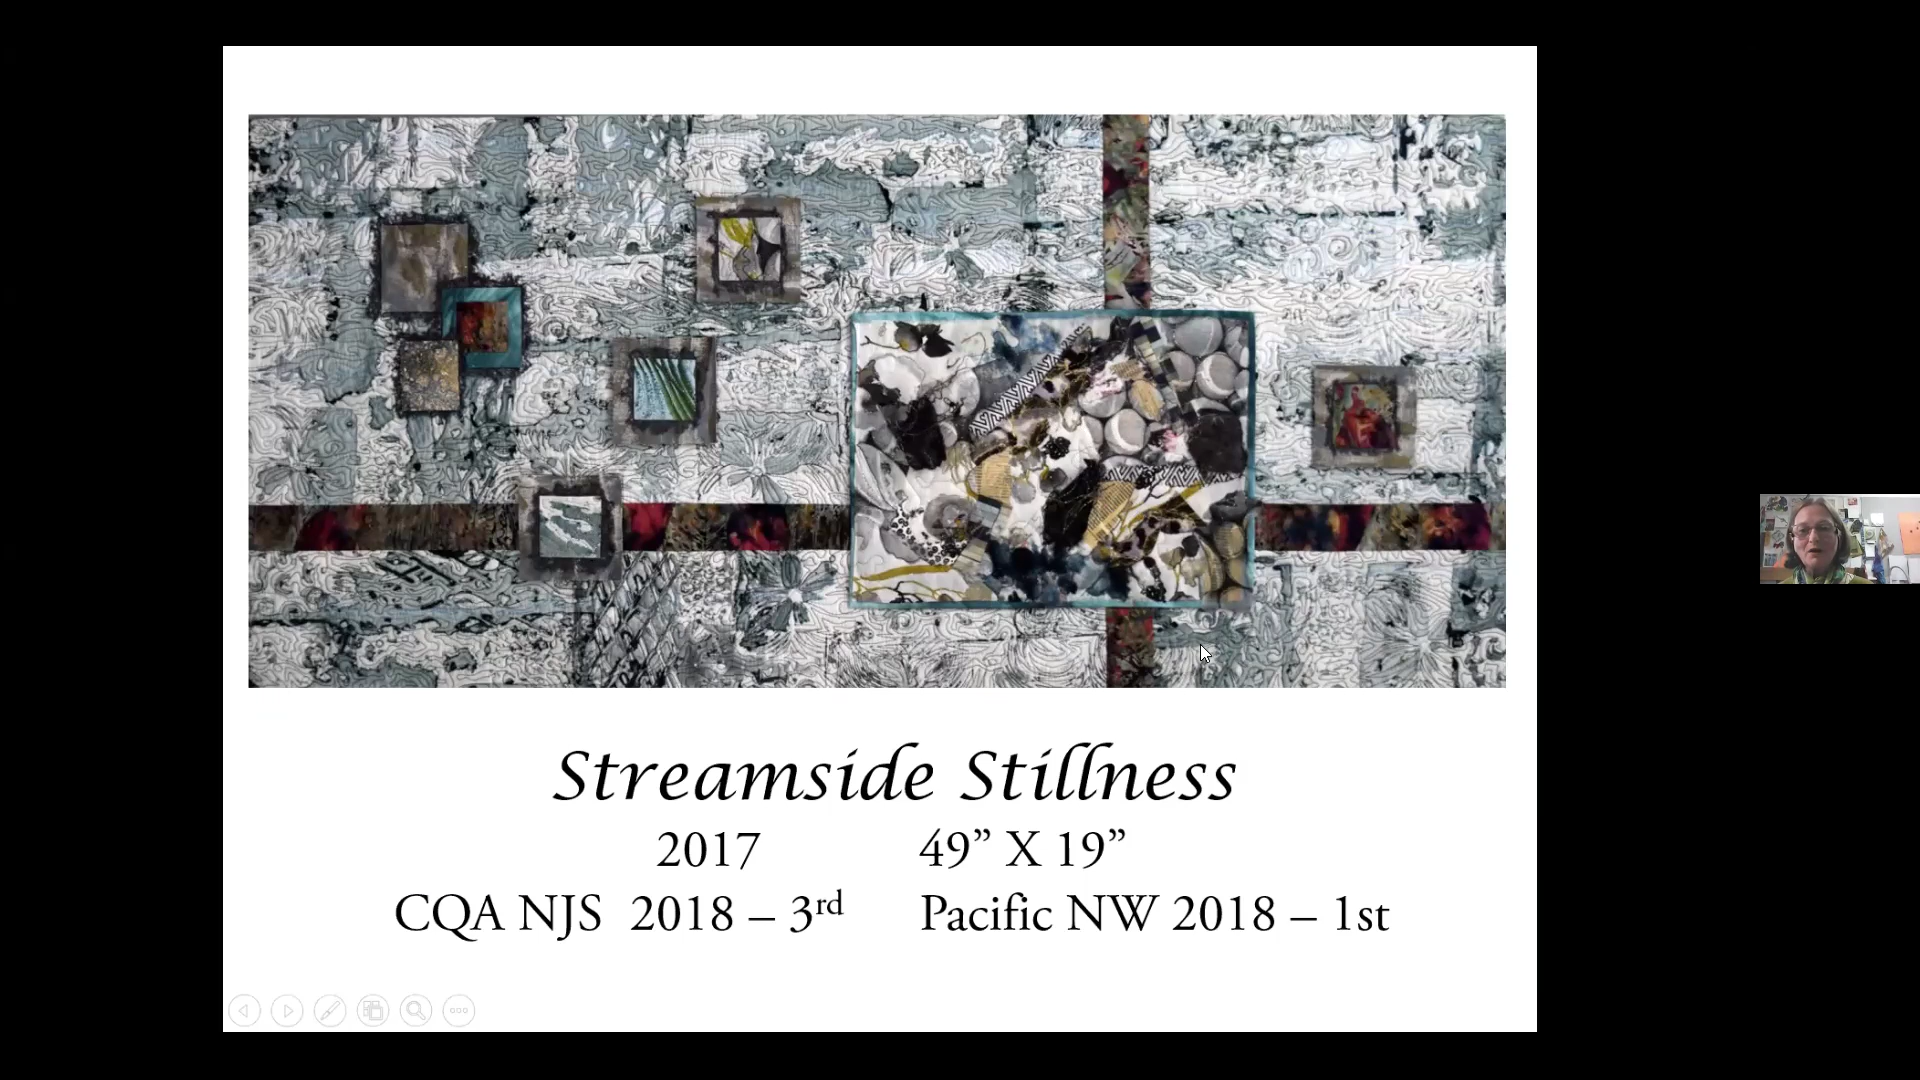 Streamside Stillness
2017 49” X 19”
CQA NJS 2018 – 3rd Pacific NW 2018 – 1st